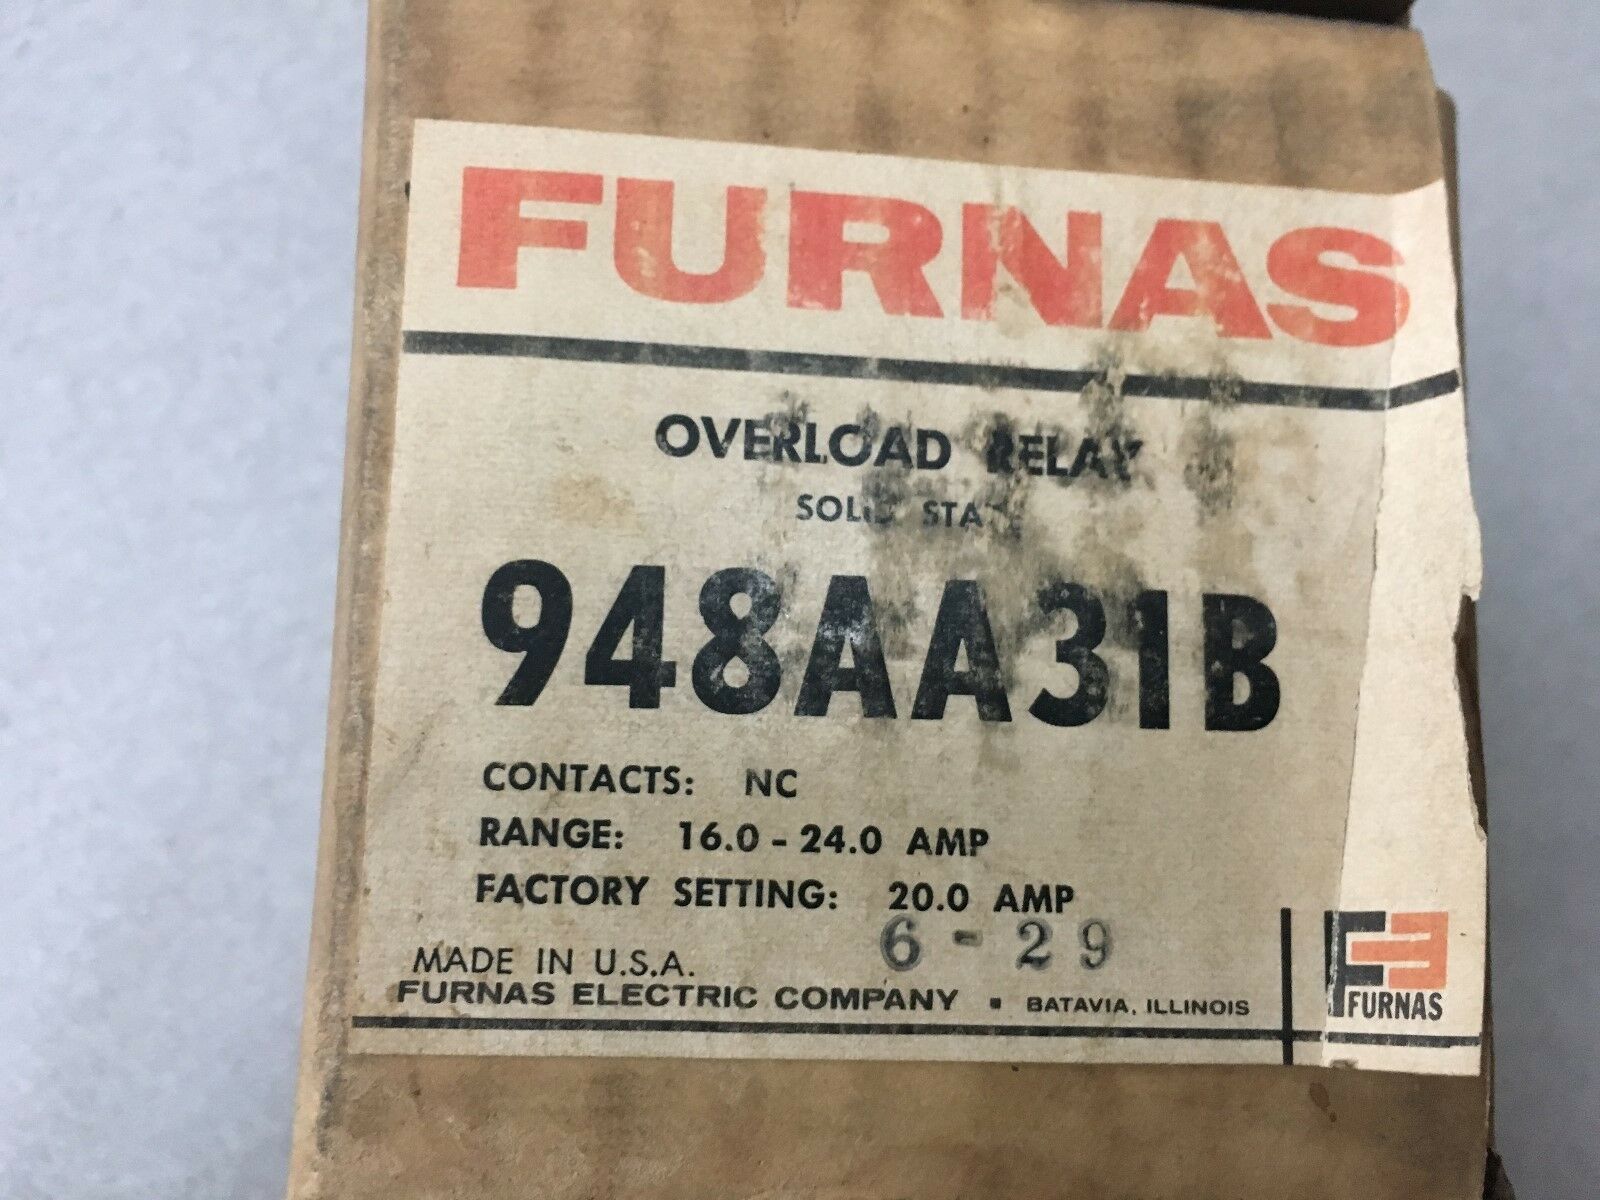 FURNAS
OVERLOAD RELAY
SOLID STATE
948AA31B
CONTACTS: NC
RANGE: 16.0 - 24.0 AMP
FACTORY SETTING: 20.0 AMP
6 - 29
MADE IN U.S.A.
FURNAS ELECTRIC COMPANY ▪ BATAVIA, ILLINOIS
FURNAS